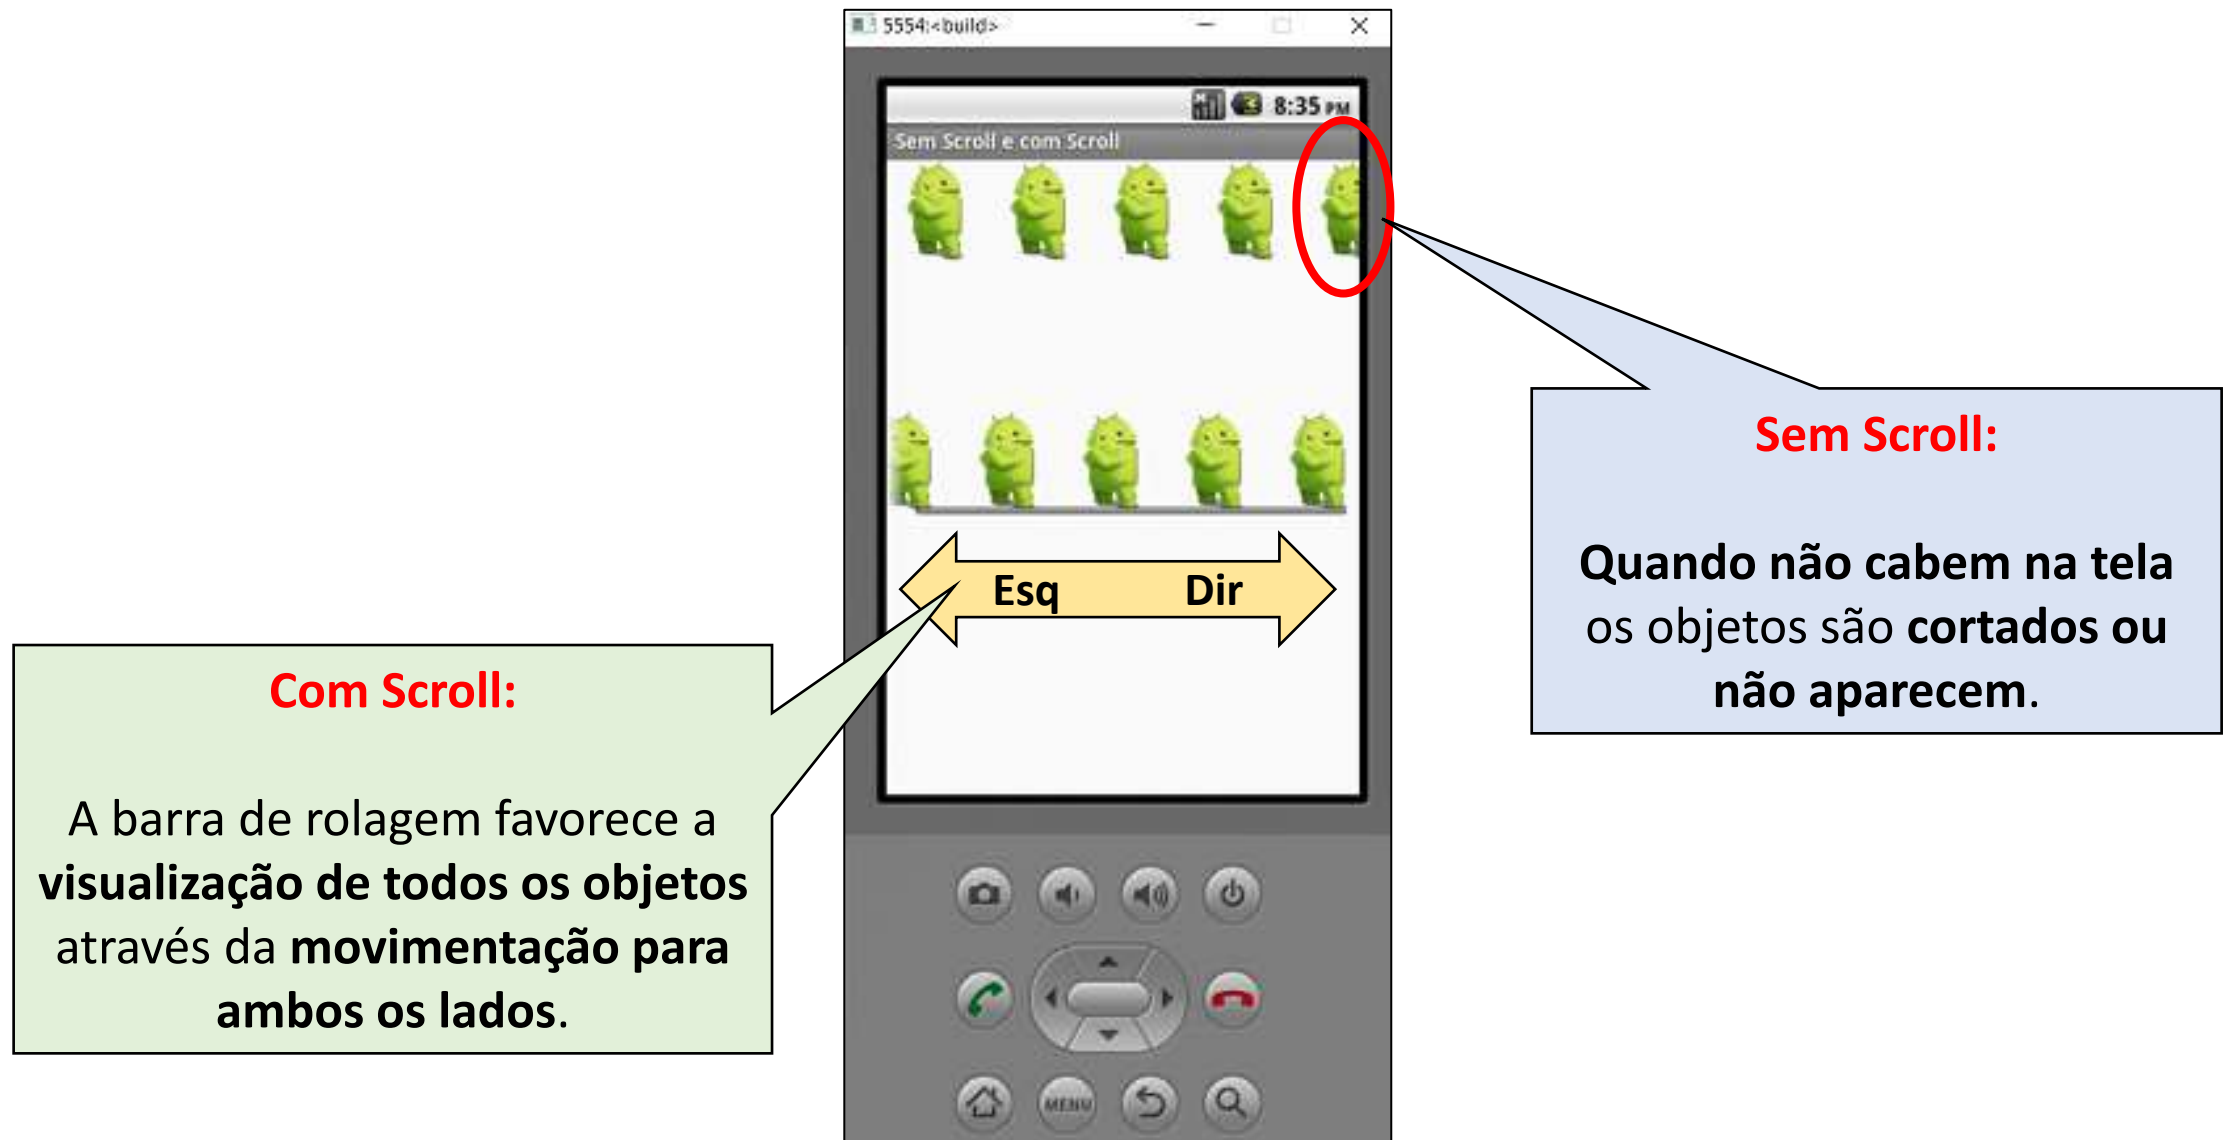 5554:<build>
8:35 PM
Sem Scroll e com Scroll
Esq Dir
Sem Scroll:
Quando não cabem na tela
os objetos são cortados ou
não aparecem.
Com Scroll:
A barra de rolagem favorece a
visualização de todos os objetos
através da movimentação para
ambos os lados.
MENU